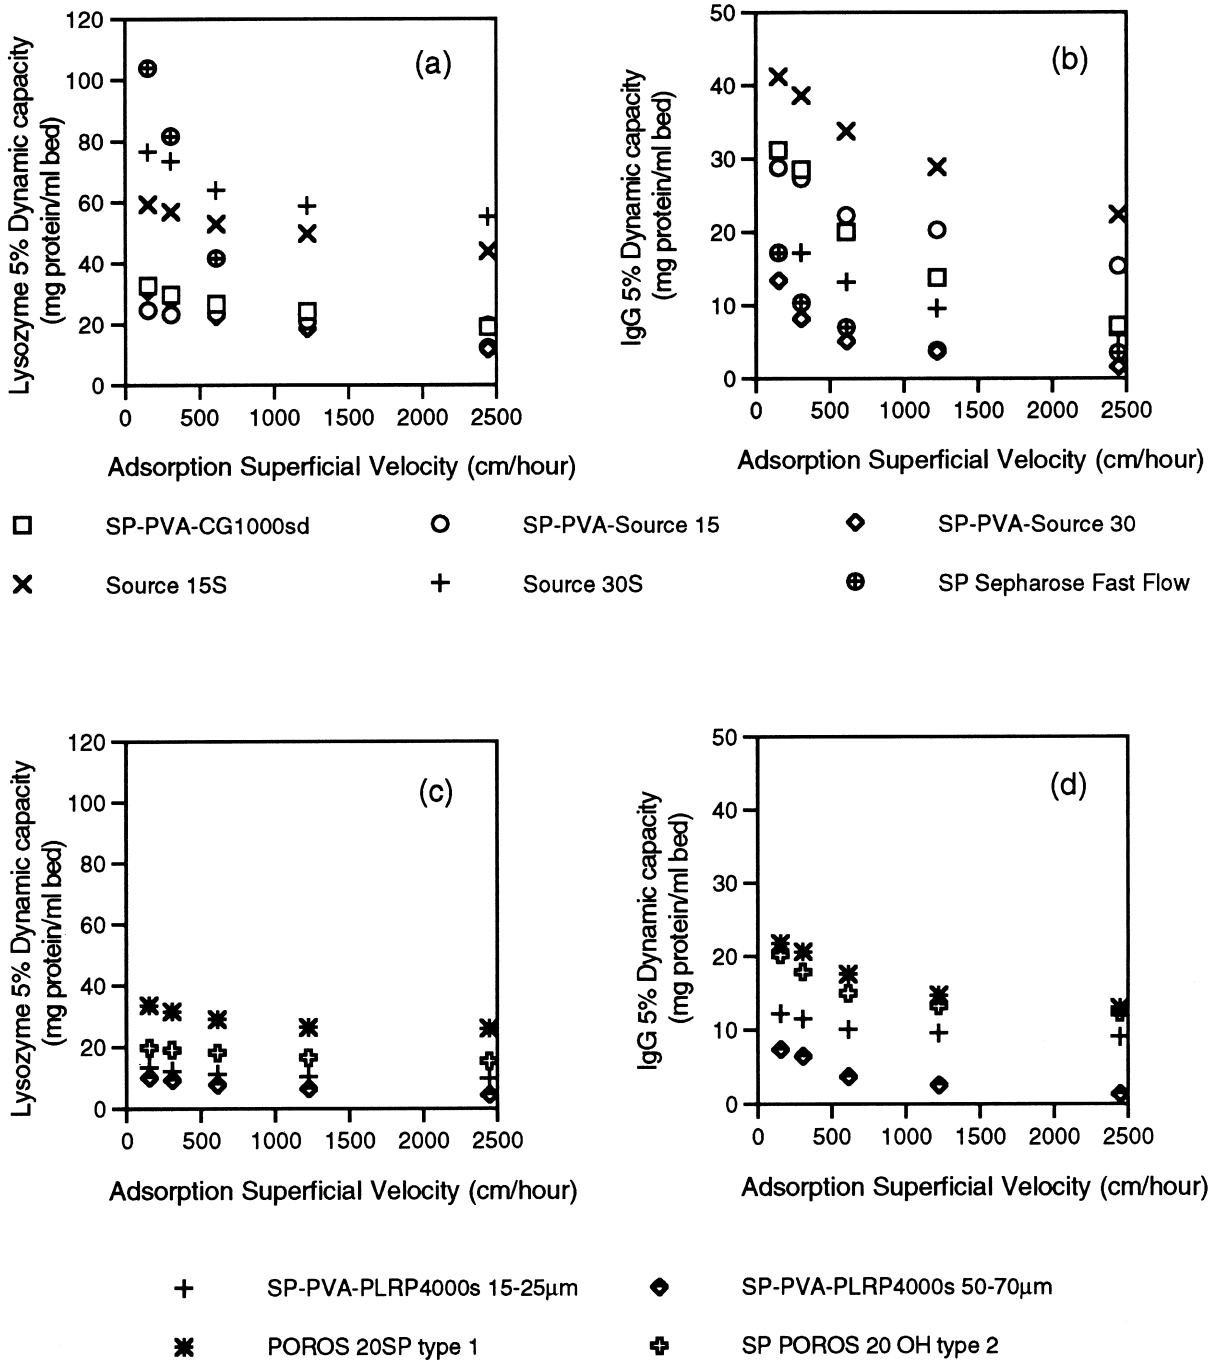 120
100
80
60
40
20
0
Lysozyme 5% Dynamic capacity
(mg protein/ml bed)
(a)
0 500 1000 1500 2000 2500
Adsorption Superficial Velocity (cm/hour)
50
40
30
20
10
0
IgG 5% Dynamic capacity
(mg protein/ml bed)
(b)
0 500 1000 1500 2000 2500
Adsorption Superficial Velocity (cm/hour)
SP-PVA-CG1000sd
SP-PVA-Source 15
SP-PVA-Source 30
Source 15S
Source 30S
SP Sepharose Fast Flow
120
100
80
60
40
20
0
Lysozyme 5% Dynamic capacity
(mg protein/ml bed)
(c)
0 500 1000 1500 2000 2500
Adsorption Superficial Velocity (cm/hour)
50
40
30
20
10
0
IgG 5% Dynamic capacity
(mg protein/ml bed)
(d)
0 500 1000 1500 2000 2500
Adsorption Superficial Velocity (cm/hour)
SP-PVA-PLRP4000s 15-25µm
SP-PVA-PLRP4000s 50-70µm
POROS 20SP type 1
SP POROS 20 OH type 2